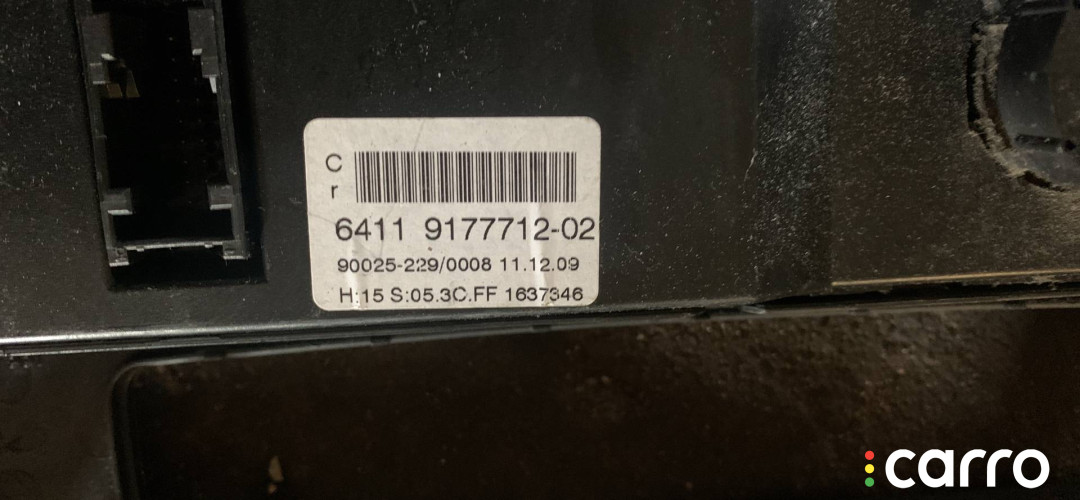 C
r
6411 9177712-02
90025-229/0008 11.12.09
H:15 S:05.3C.FF 1637346
carro